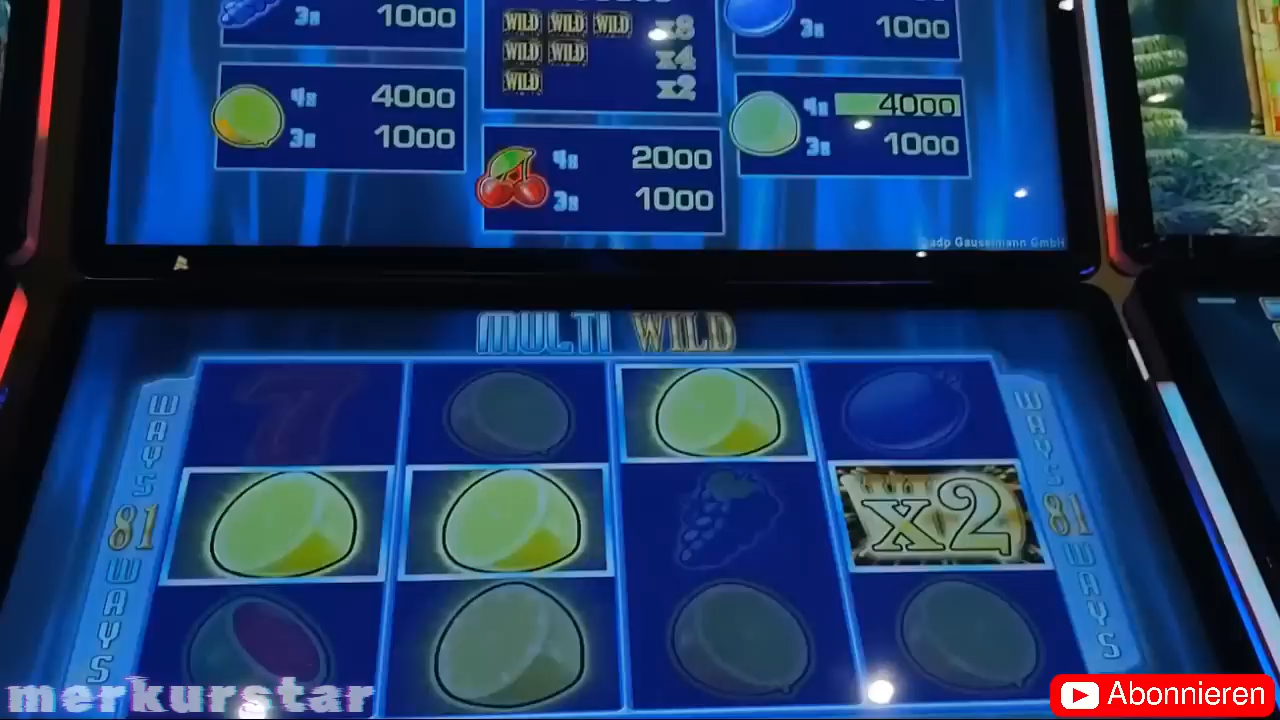 3x 1000
WILD WILD WILD x8
WILD WILD x4
WILD x2
3x 1000
4x 4000
3x 1000
4x 2000
3x 1000
4x 4000
3x 1000
adp Gauselmann GmbH
MULTI WILD
WAYS 81 WAYS
x2
WAYS 81 WAYS
merkurstar
Abonnieren